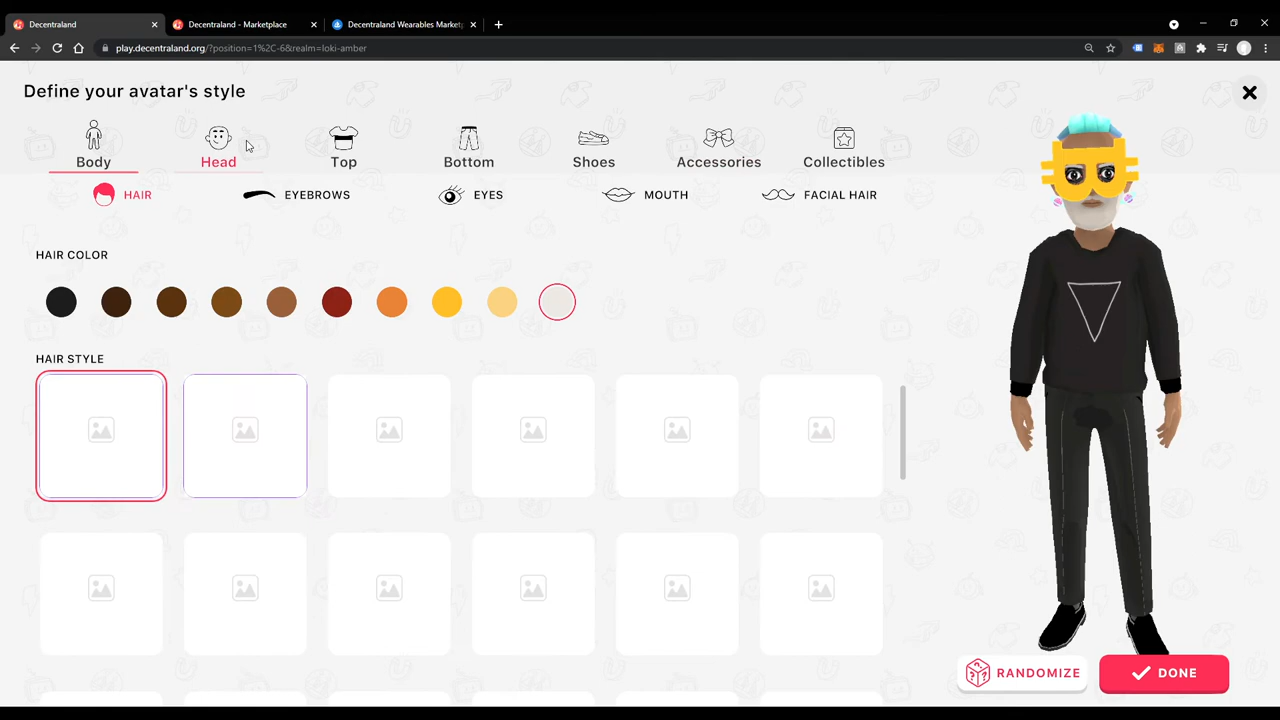 Decentraland
Decentraland - Marketplace
Decentraland Wearables Market
play.decentraland.org/?position=1%2C-6&realm=loki-amber
Define your avatar's style
Body
Head
Top
Bottom
Shoes
Accessories
Collectibles
HAIR
EYEBROWS
EYES
MOUTH
FACIAL HAIR
HAIR COLOR
HAIR STYLE
RANDOMIZE
DONE